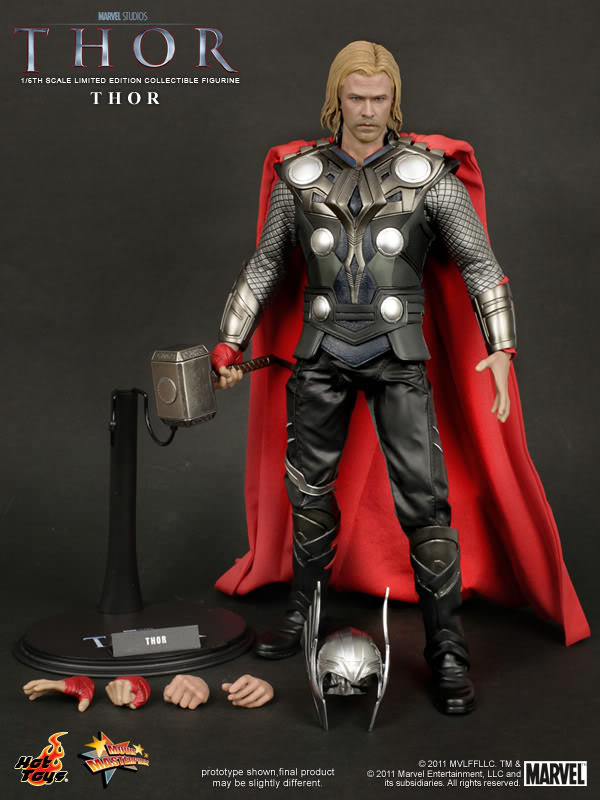 MARVEL STUDIOS
THOR
1/6TH SCALE LIMITED EDITION COLLECTIBLE FIGURINE
THOR
THOR
Hot Toys
Movie Masterpiece
prototype shown,final product
may be slightly different.
© 2011 MVLFFLLC. TM &
© 2011 Marvel Entertainment, LLC and
its subsidiaries. All rights reserved.
MARVEL